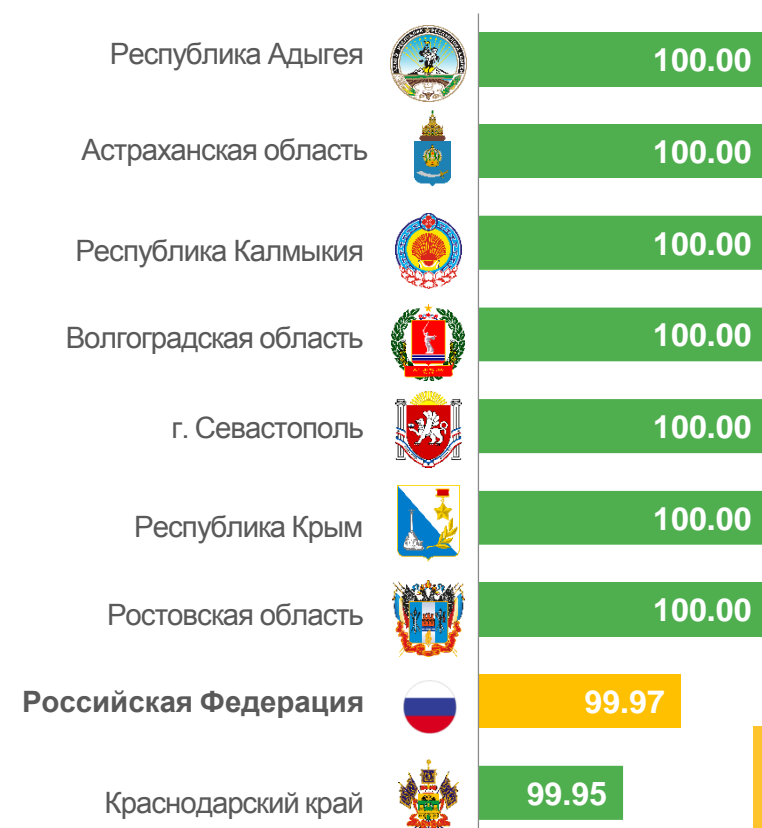 Республика Адыгея 100.00
Астраханская область 100.00
Республика Калмыкия 100.00
Волгоградская область 100.00
г. Севастополь 100.00
Республика Крым 100.00
Ростовская область 100.00
Российская Федерация 99.97
Краснодарский край 99.95